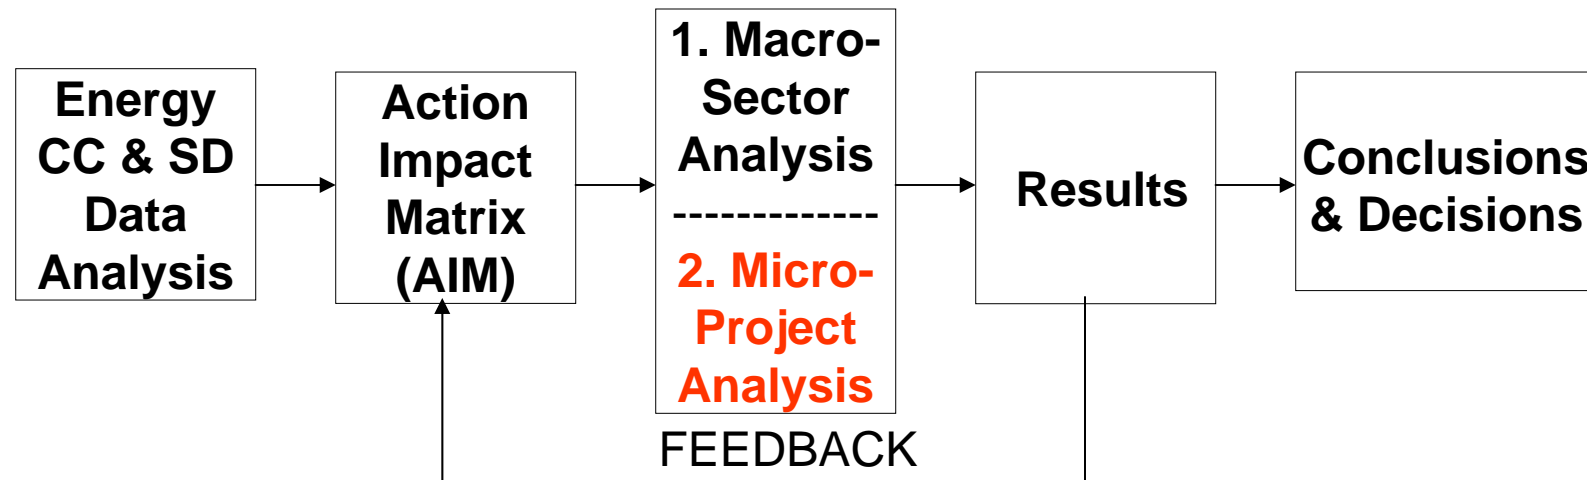 Energy
CC & SD
Data
Analysis
Action
Impact
Matrix
(AIM)
1. Macro-
Sector
Analysis
-------------
2. Micro-
Project
Analysis
Results
Conclusions
& Decisions
FEEDBACK